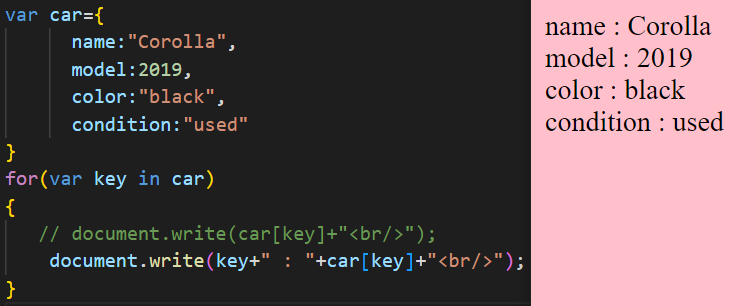 var car={
name:"Corolla",
model:2019,
color:"black",
condition:"used"
}
for(var key in car)
{
// document.write(car[key]+"<br/>");
document.write(key+" : "+car[key]+"<br/>");
}
name : Corolla
model : 2019
color : black
condition : used